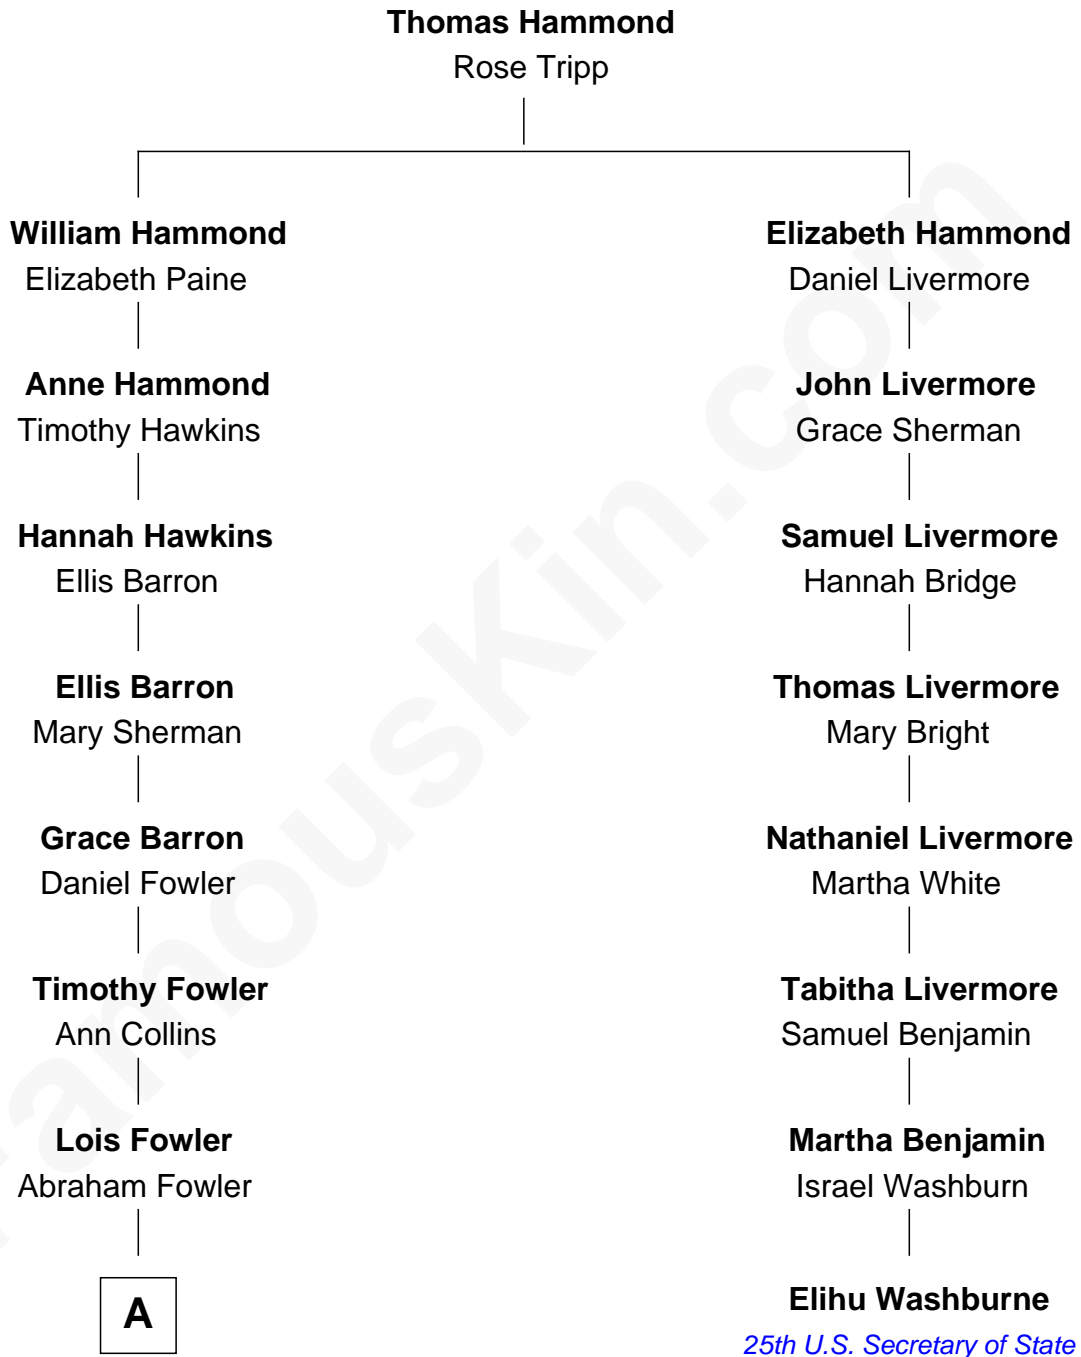 Thomas Hammond
Rose Tripp
William Hammond
Elizabeth Paine
Elizabeth Hammond
Daniel Livermore
Anne Hammond
Timothy Hawkins
John Livermore
Grace Sherman
Hannah Hawkins
Ellis Barron
Samuel Livermore
Hannah Bridge
Ellis Barron
Mary Sherman
Thomas Livermore
Mary Bright
Grace Barron
Daniel Fowler
Nathaniel Livermore
Martha White
Timothy Fowler
Ann Collins
Tabitha Livermore
Samuel Benjamin
Lois Fowler
Abraham Fowler
Martha Benjamin
Israel Washburn
A
Elihu Washburne
25th U.S. Secretary of State
FamousKin.com